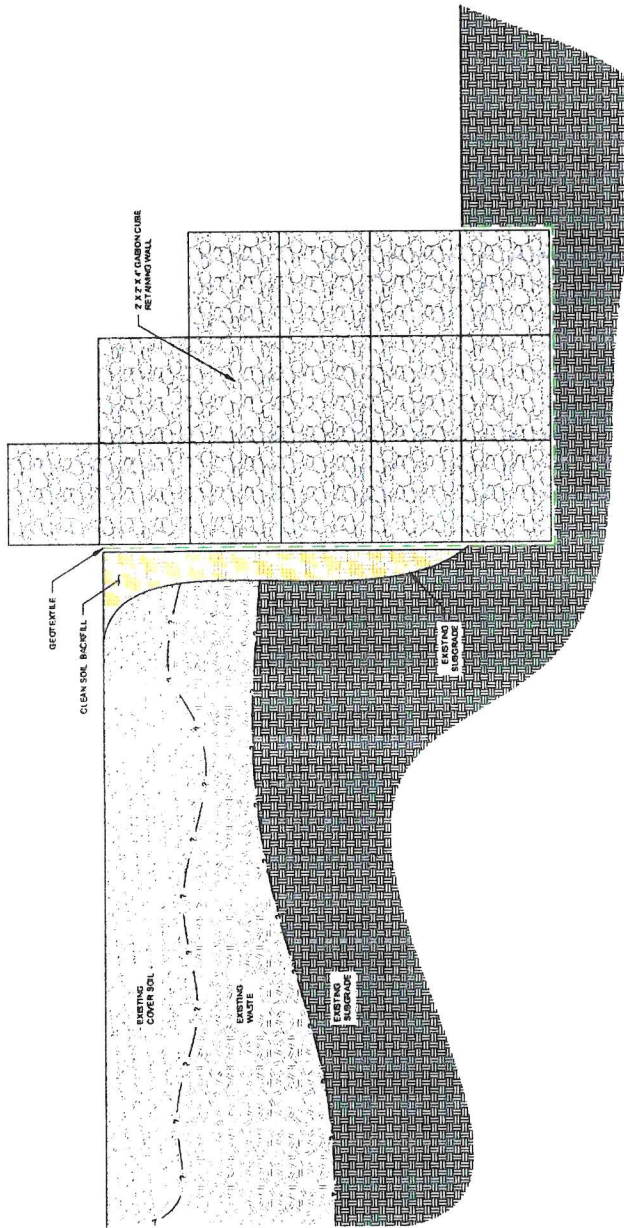 2' X 2' X 4' GABION CUBE
RETAINING WALL
GEOTEXTILE
CLEAN SOIL BACKFILL
EXISTING
SUBGRADE
EXISTING
COVER SOIL
EXISTING
WASTE
EXISTING
SUBGRADE
?
?
?
?
?
?
?